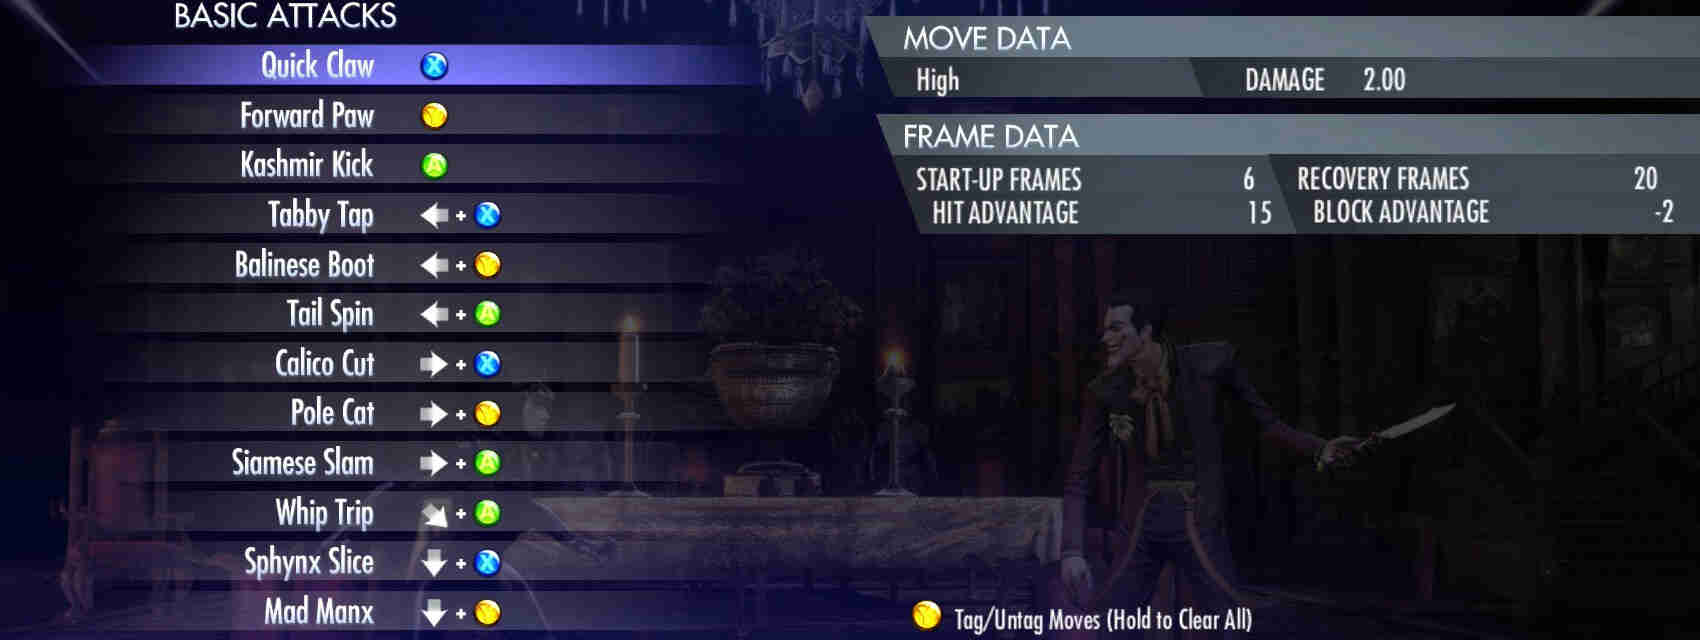 BASIC ATTACKS
Quick Claw X
Forward Paw Y
Kashmir Kick A
Tabby Tap + X
Balinese Boot + Y
Tail Spin + A
Calico Cut + X
Pole Cat + Y
Siamese Slam + A
Whip Trip + A
Sphynx Slice + X
Mad Manx + Y
MOVE DATA
High DAMAGE 2.00
FRAME DATA
START-UP FRAMES 6 RECOVERY FRAMES 20
HIT ADVANTAGE 15 BLOCK ADVANTAGE -2
Y Tag/Untag Moves (Hold to Clear All)